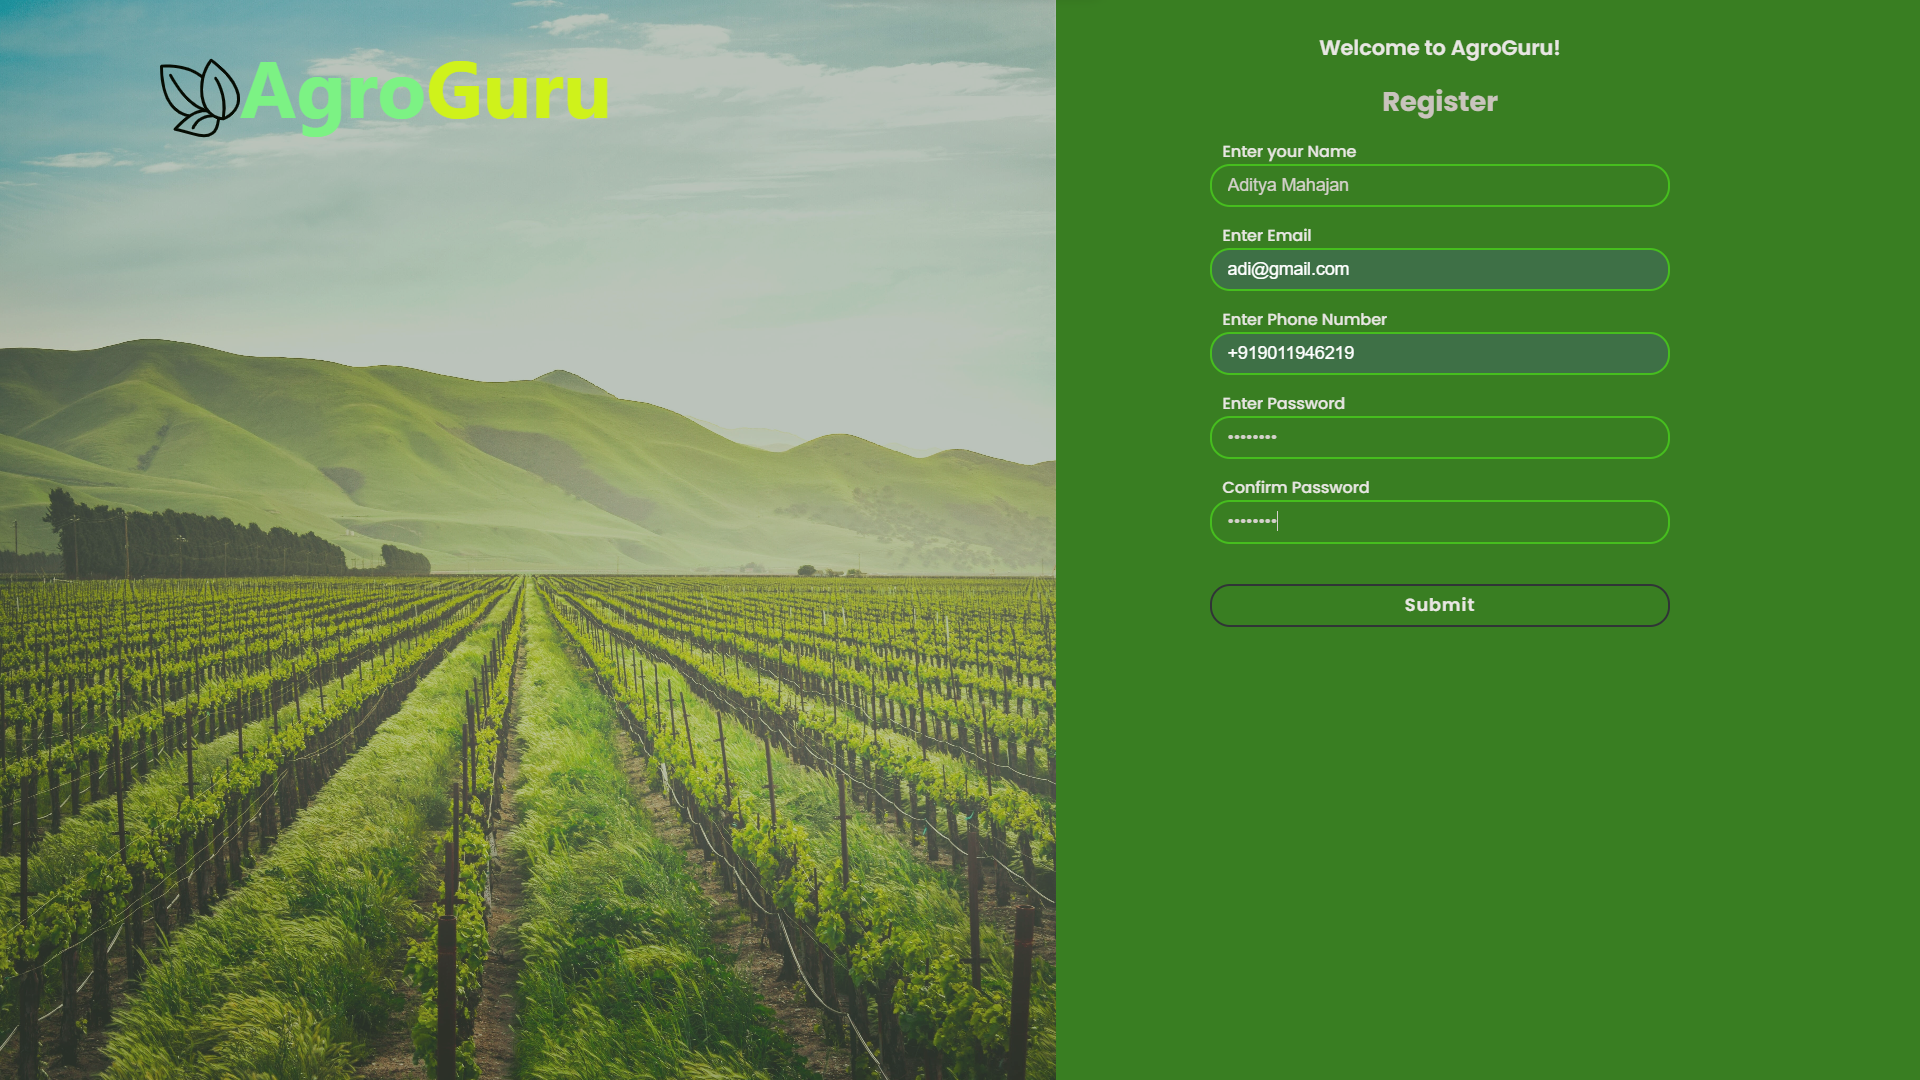 AgroGuru
Welcome to AgroGuru!
Register
Enter your Name
Aditya Mahajan
Enter Email
adi@gmail.com
Enter Phone Number
+919011946219
Enter Password
••••••••
Confirm Password
••••••••
Submit